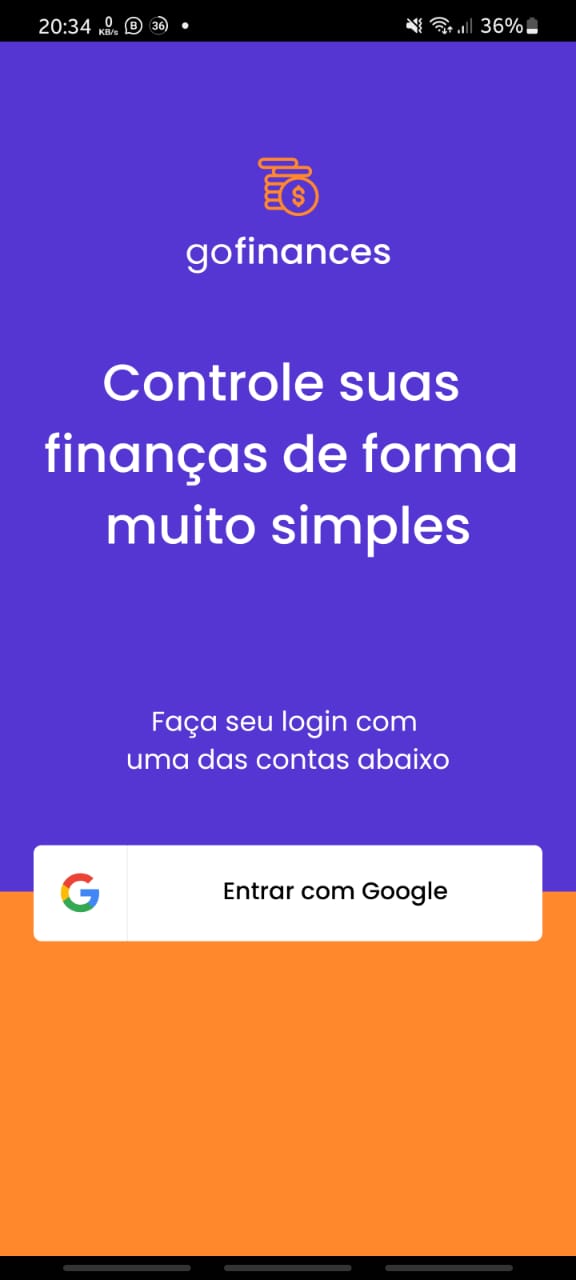 20:34 0 KB/s B 36 36%
$
gofinances
Controle suas
finanças de forma
muito simples
Faça seu login com
uma das contas abaixo
G Entrar com Google